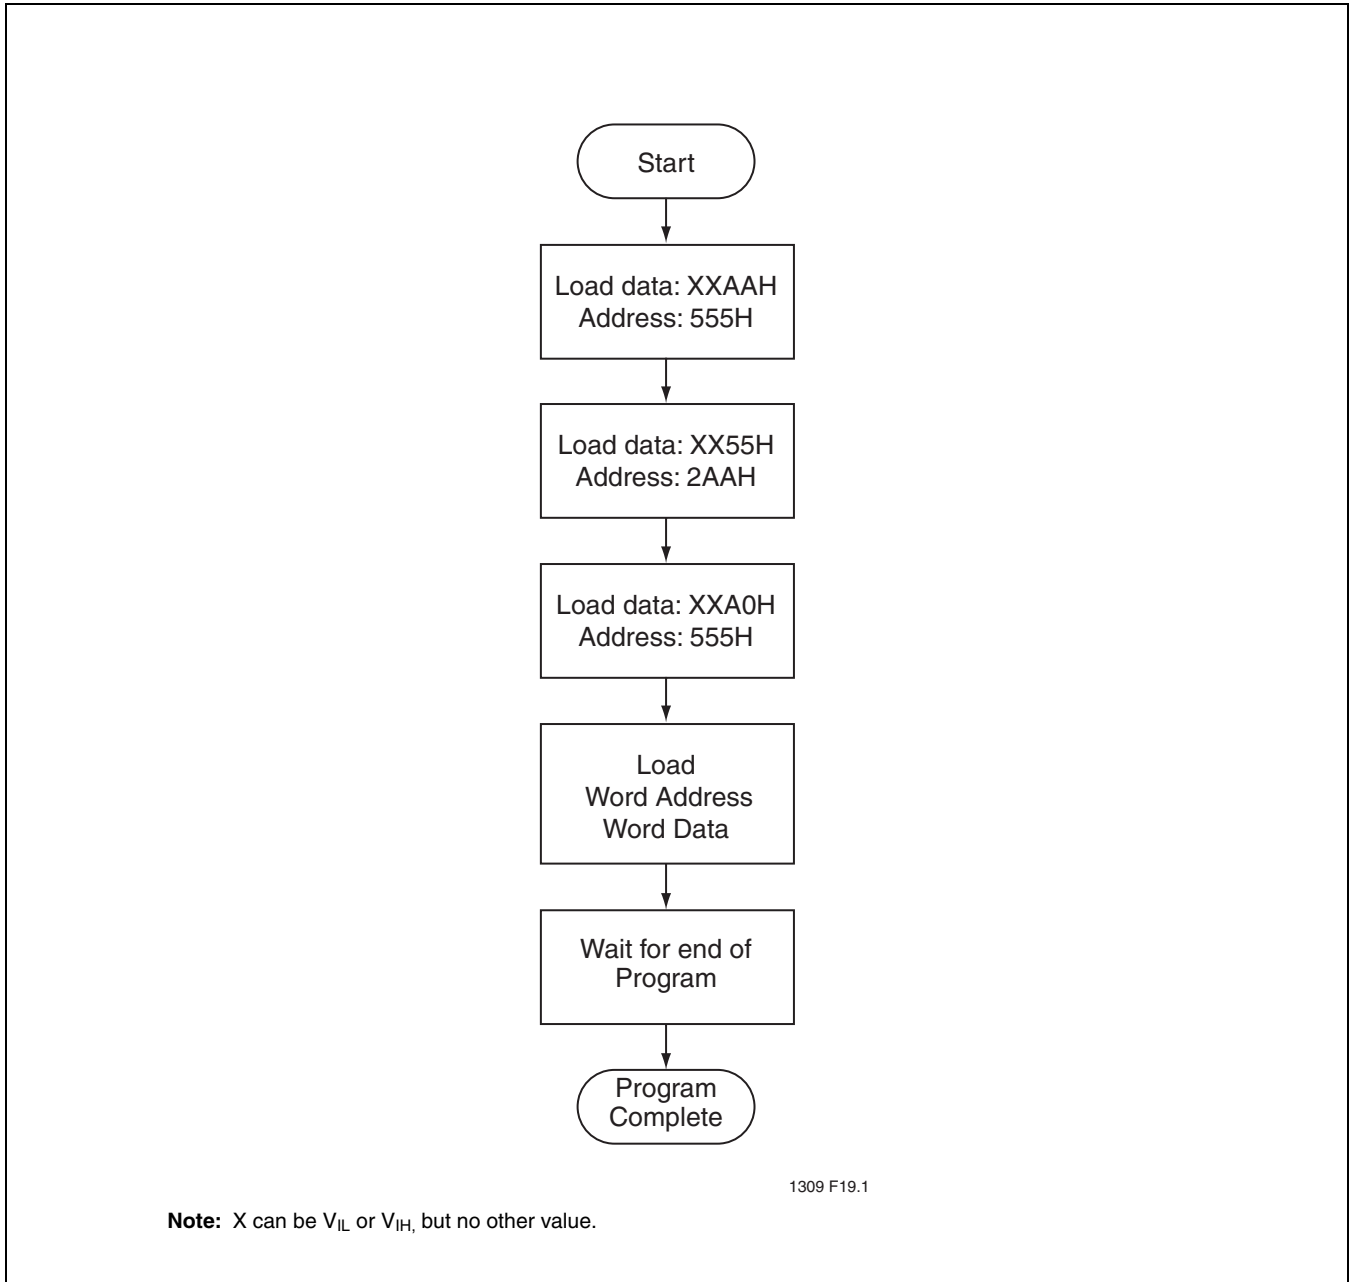 Start
Load data: XXAAH
Address: 555H
Load data: XX55H
Address: 2AAH
Load data: XXA0H
Address: 555H
Load
Word Address
Word Data
Wait for end of
Program
Program
Complete
1309 F19.1
Note: X can be VIL or VIH, but no other value.